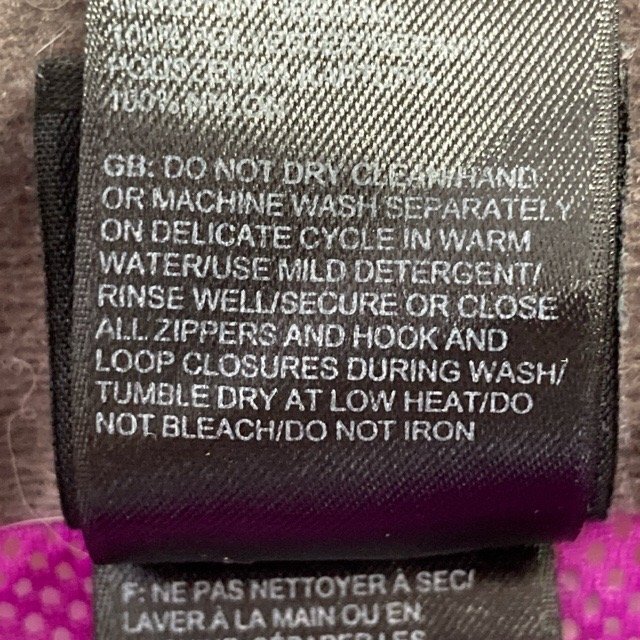 100% NYLON
GB: DO NOT DRY CLEAN/HAND
OR MACHINE WASH SEPARATELY
ON DELICATE CYCLE IN WARM
WATER/USE MILD DETERGENT/
RINSE WELL/SECURE OR CLOSE
ALL ZIPPERS AND HOOK AND
LOOP CLOSURES DURING WASH/
TUMBLE DRY AT LOW HEAT/DO
NOT BLEACH/DO NOT IRON
F: NE PAS NETTOYER À SEC/
LAVER À LA MAIN OU EN